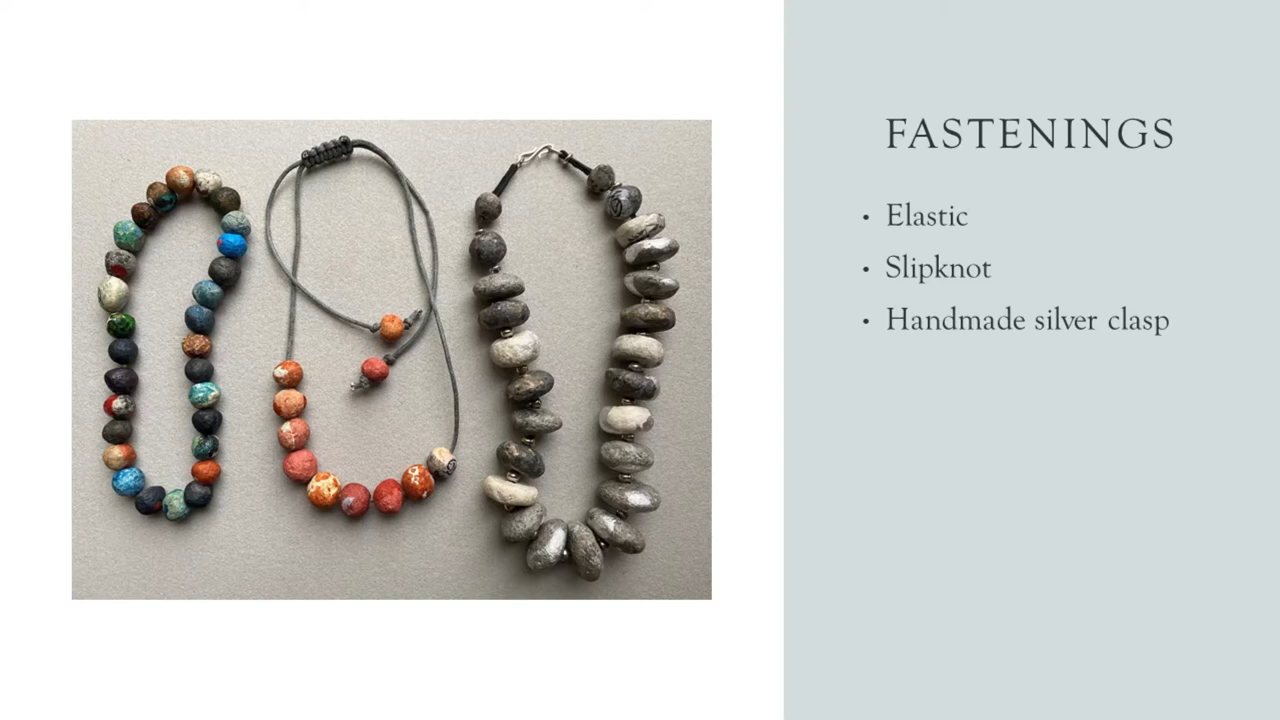 FASTENINGS
• Elastic
• Slipknot
• Handmade silver clasp